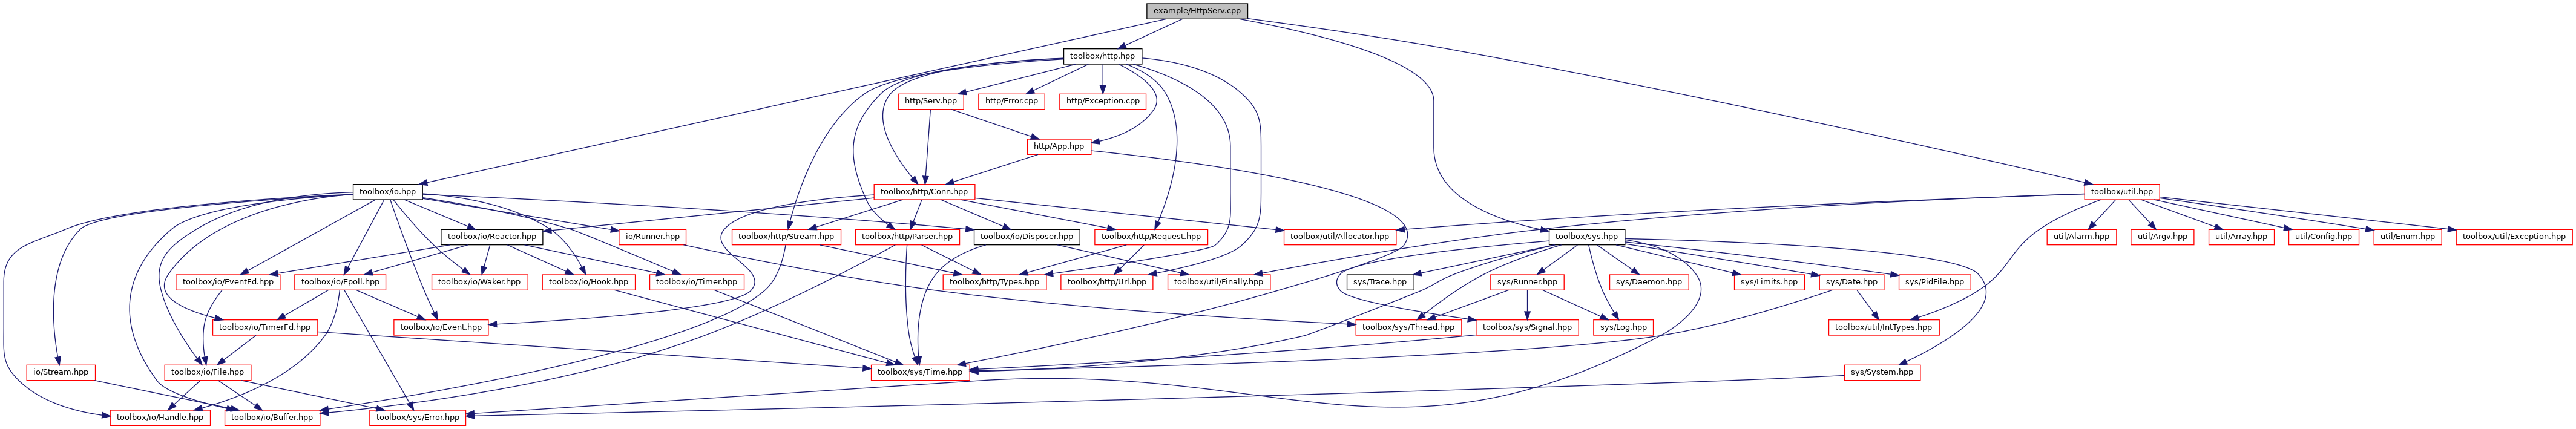 example/HttpServ.cpp
toolbox/http.hpp
http/Serv.hpp
http/Error.cpp
http/Exception.cpp
http/App.hpp
toolbox/io.hpp
toolbox/http/Conn.hpp
toolbox/util.hpp
toolbox/io/Reactor.hpp
io/Runner.hpp
toolbox/http/Stream.hpp
toolbox/http/Parser.hpp
toolbox/io/Disposer.hpp
toolbox/http/Request.hpp
toolbox/util/Allocator.hpp
toolbox/sys.hpp
util/Alarm.hpp
util/Argv.hpp
util/Array.hpp
util/Config.hpp
util/Enum.hpp
toolbox/util/Exception.hpp
toolbox/io/EventFd.hpp
toolbox/io/Epoll.hpp
toolbox/io/Waker.hpp
toolbox/io/Hook.hpp
toolbox/io/Timer.hpp
toolbox/http/Types.hpp
toolbox/http/Url.hpp
toolbox/util/Finally.hpp
sys/Trace.hpp
sys/Runner.hpp
sys/Daemon.hpp
sys/Limits.hpp
sys/Date.hpp
sys/PidFile.hpp
toolbox/io/TimerFd.hpp
toolbox/io/Event.hpp
toolbox/sys/Thread.hpp
toolbox/sys/Signal.hpp
sys/Log.hpp
toolbox/util/IntTypes.hpp
io/Stream.hpp
toolbox/io/File.hpp
toolbox/sys/Time.hpp
sys/System.hpp
toolbox/io/Handle.hpp
toolbox/io/Buffer.hpp
toolbox/sys/Error.hpp